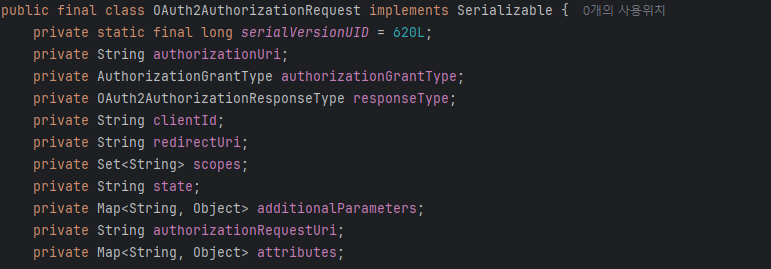 public final class OAuth2AuthorizationRequest implements Serializable { 0개의 사용위치
private static final long serialVersionUID = 620L;
private String authorizationUri;
private AuthorizationGrantType authorizationGrantType;
private OAuth2AuthorizationResponseType responseType;
private String clientId;
private String redirectUri;
private Set<String> scopes;
private String state;
private Map<String, Object> additionalParameters;
private String authorizationRequestUri;
private Map<String, Object> attributes;